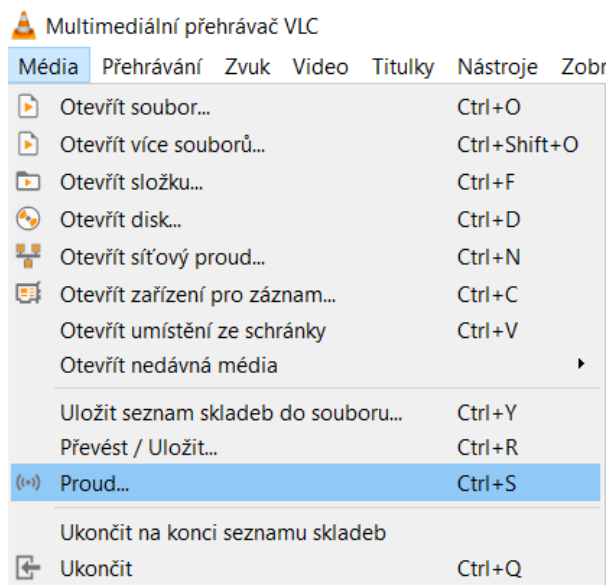 Multimediální přehrávač VLC
Média Přehrávání Zvuk Video Titulky Nástroje Zobr
Otevřít soubor... Ctrl+O
Otevřít více souborů... Ctrl+Shift+O
Otevřít složku... Ctrl+F
Otevřít disk... Ctrl+D
Otevřít síťový proud... Ctrl+N
Otevřít zařízení pro záznam... Ctrl+C
Otevřít umístění ze schránky Ctrl+V
Otevřít nedávná média
Uložit seznam skladeb do souboru... Ctrl+Y
Převést / Uložit... Ctrl+R
Proud... Ctrl+S
Ukončit na konci seznamu skladeb
Ukončit Ctrl+Q